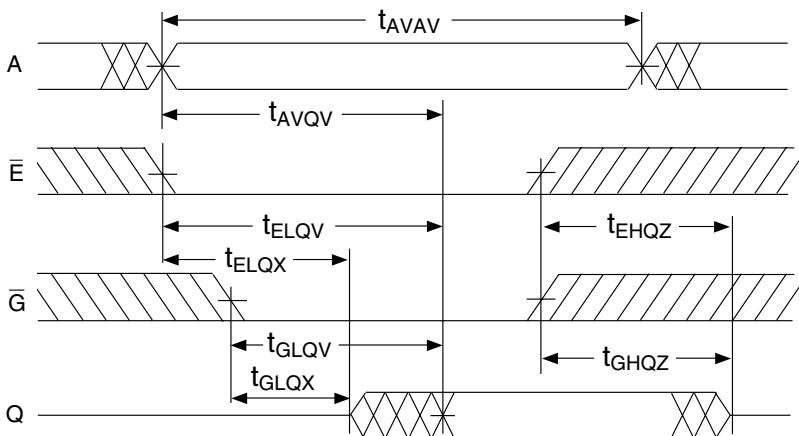 tAVAV
A
tAVQV
E̅
tELQV
tEHQZ
tELQX
G̅
tGLQV
tGHQZ
tGLQX
Q